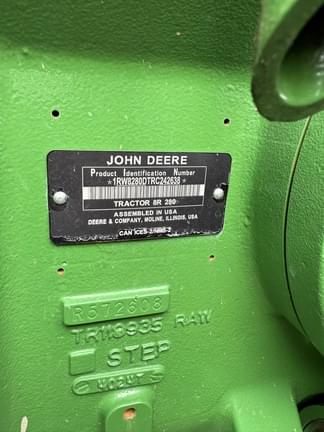 JOHN DEERE
Product Identification Number
*1RW8280DTRC242638*
TRACTOR 8R 280
ASSEMBLED IN USA
DEERE & COMPANY, MOLINE, ILLINOIS, USA
R572608
RAW
STEP